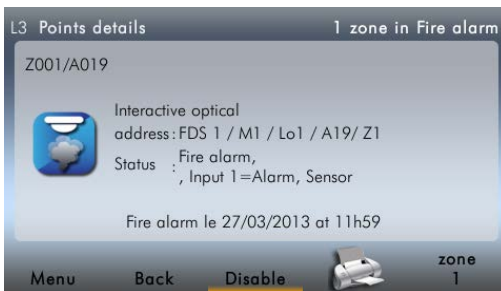 L3 Points details 1 zone in Fire alarm
Z001/A019
Interactive optical
address : FDS 1 / M1 / Lo1 / A19/ Z1
Status : Fire alarm,
, Input 1=Alarm, Sensor
Fire alarm le 27/03/2013 at 11h59
Menu Back Disable zone
1